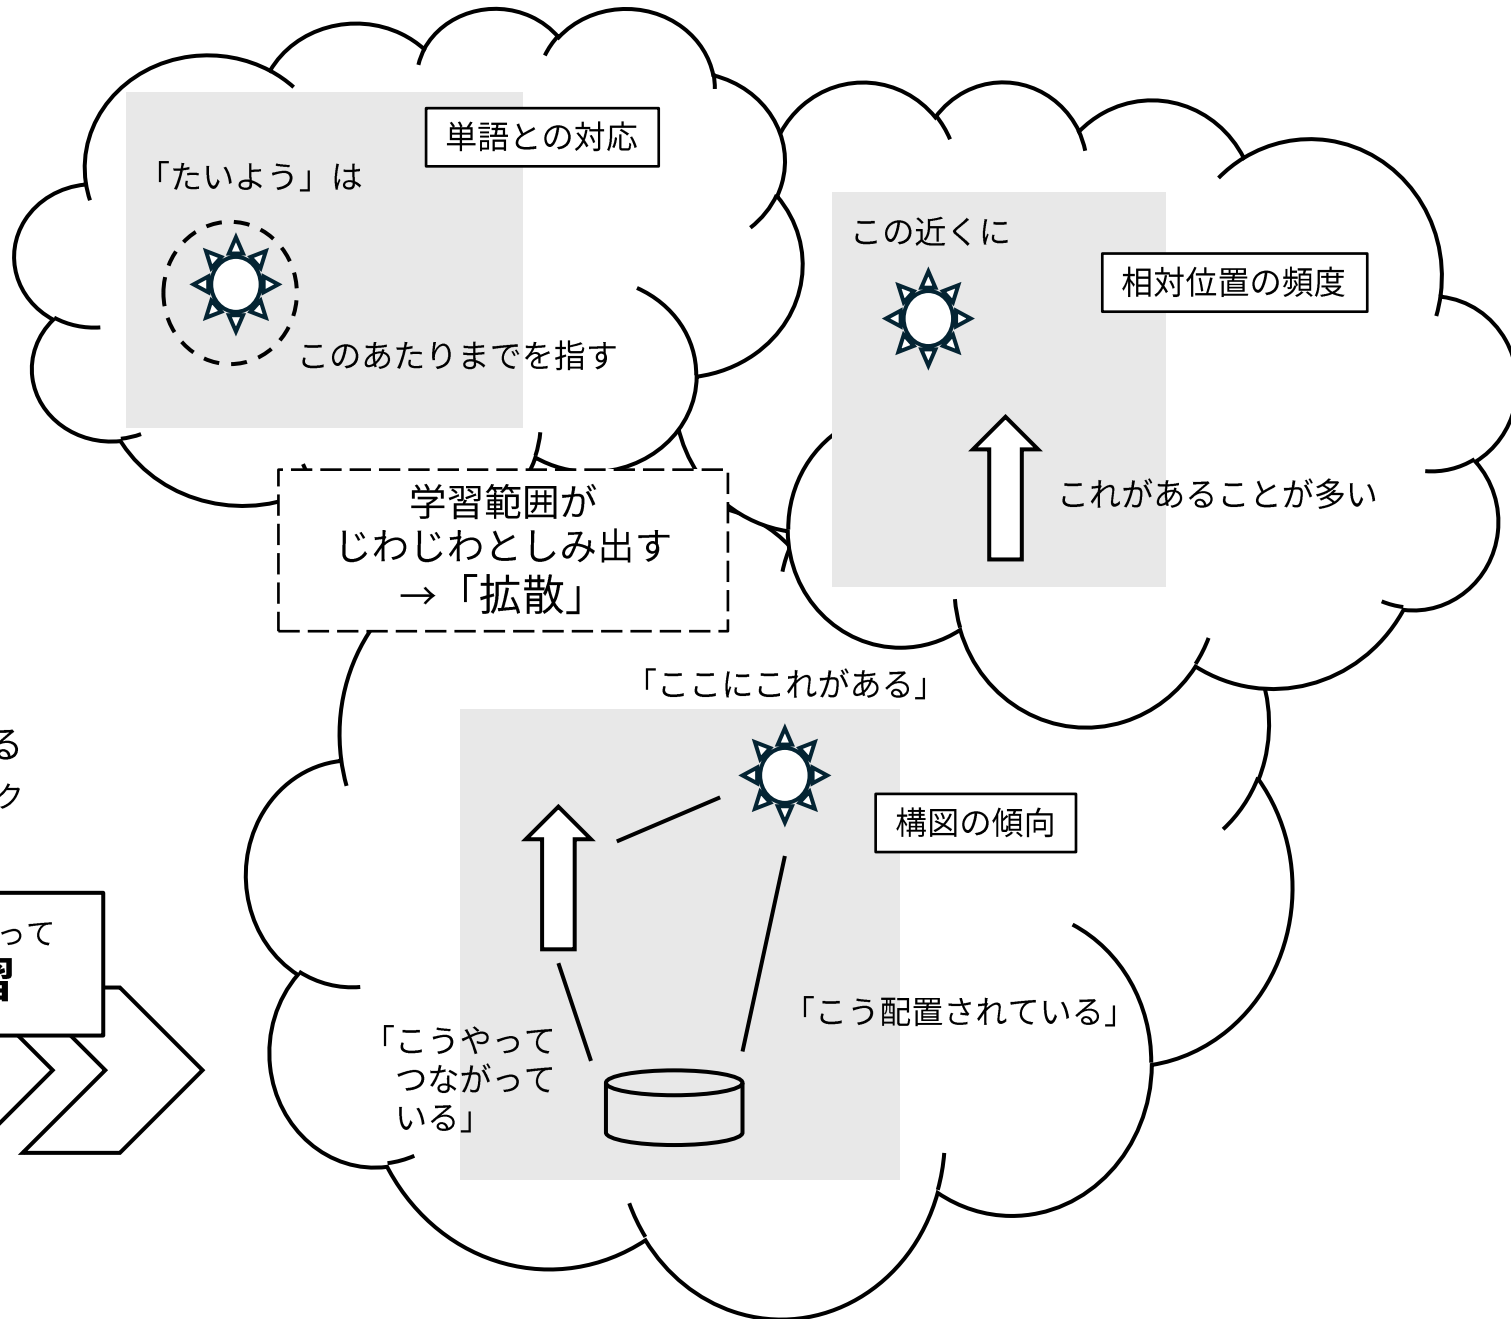 単語との対応
「たいよう」は
このあたりまでを指す
この近くに
相対位置の頻度
これがあることが多い
学習範囲が
じわじわとしみ出す
→「拡散」
「ここにこれがある」
構図の傾向
「こう配置されている」
「こうやって
つながって
いる」
る
ク
って
習